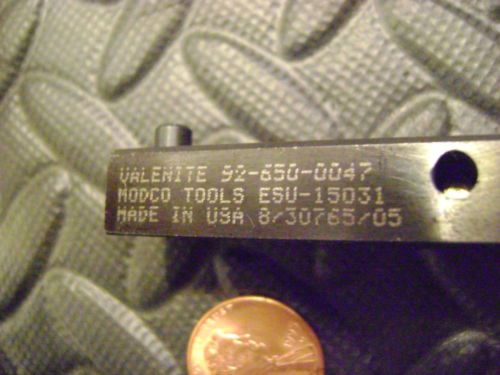 VALENITE 92-650-0047
MODCO TOOLS ESU-15031
MADE IN USA 8/30765/05